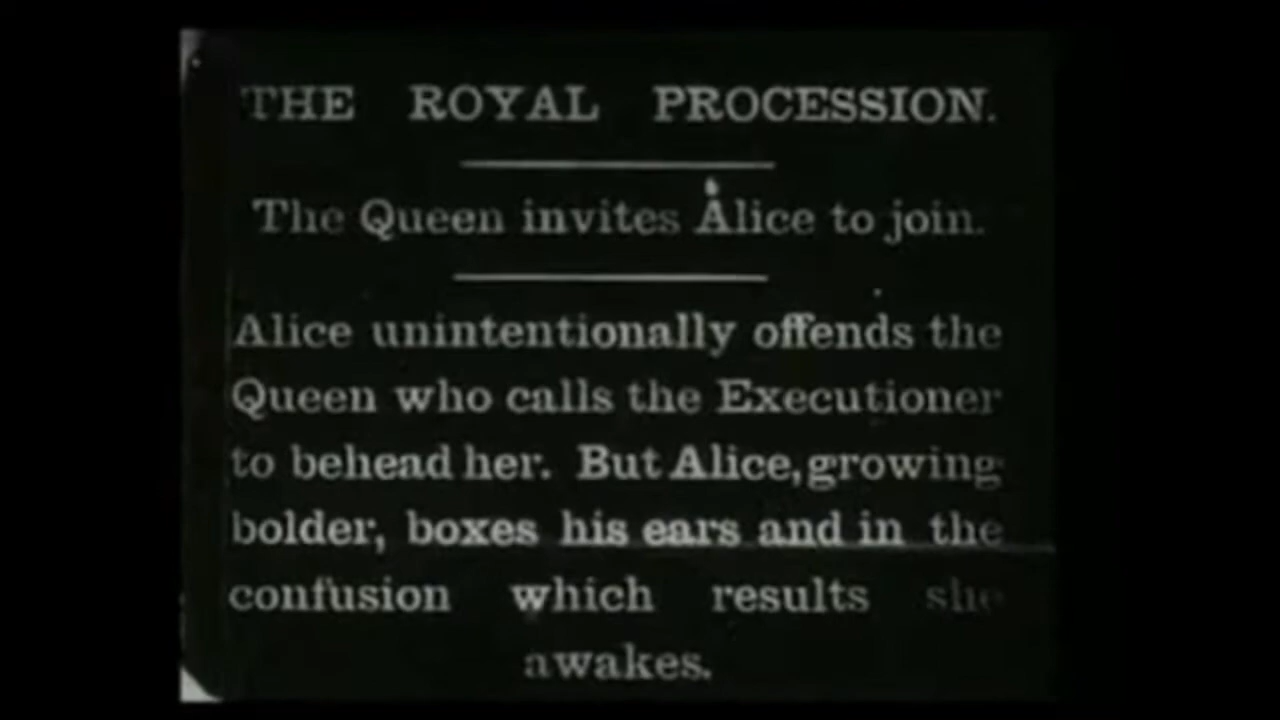 THE ROYAL PROCESSION.
The Queen invites Alice to join.
Alice unintentionally offends the
Queen who calls the Executioner
to behead her. But Alice, growing
bolder, boxes his ears and in the
confusion which results she
awakes.